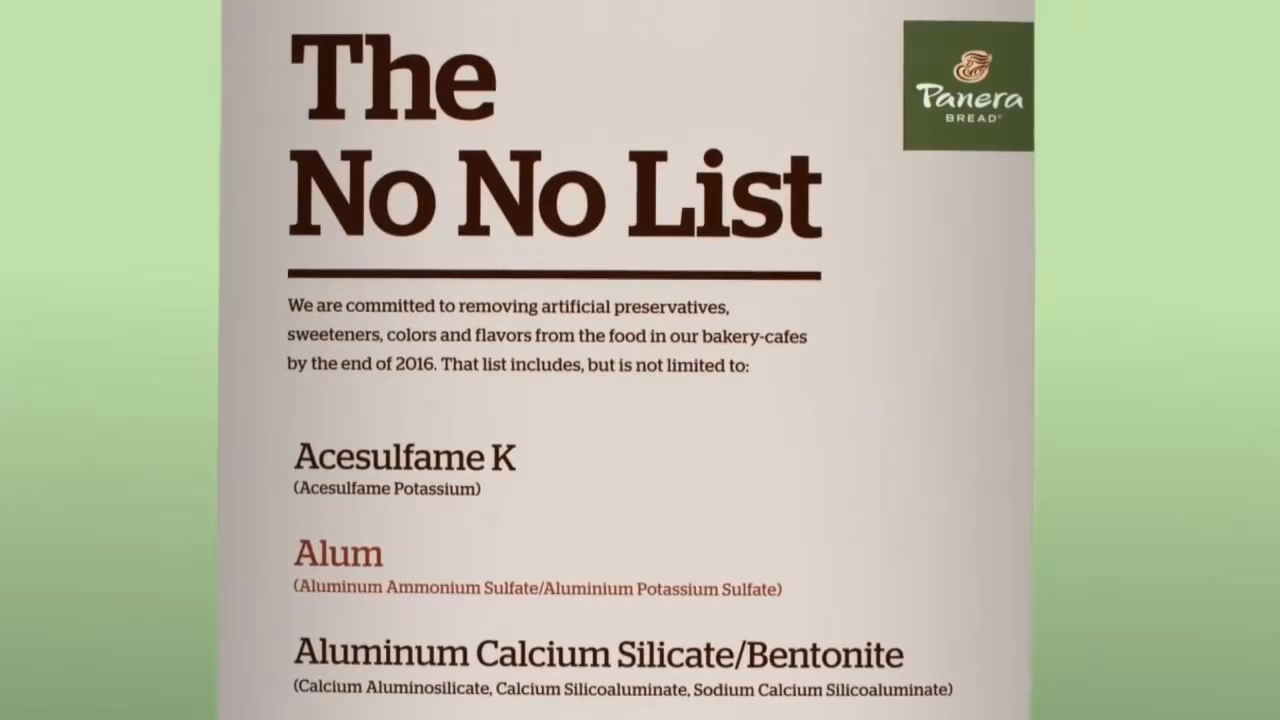 The
No No List
Panera
BREAD®
We are committed to removing artificial preservatives,
sweeteners, colors and flavors from the food in our bakery-cafes
by the end of 2016. That list includes, but is not limited to:
Acesulfame K
(Acesulfame Potassium)
Alum
(Aluminum Ammonium Sulfate/Aluminium Potassium Sulfate)
Aluminum Calcium Silicate/Bentonite
(Calcium Aluminosilicate, Calcium Silicoaluminate, Sodium Calcium Silicoaluminate)